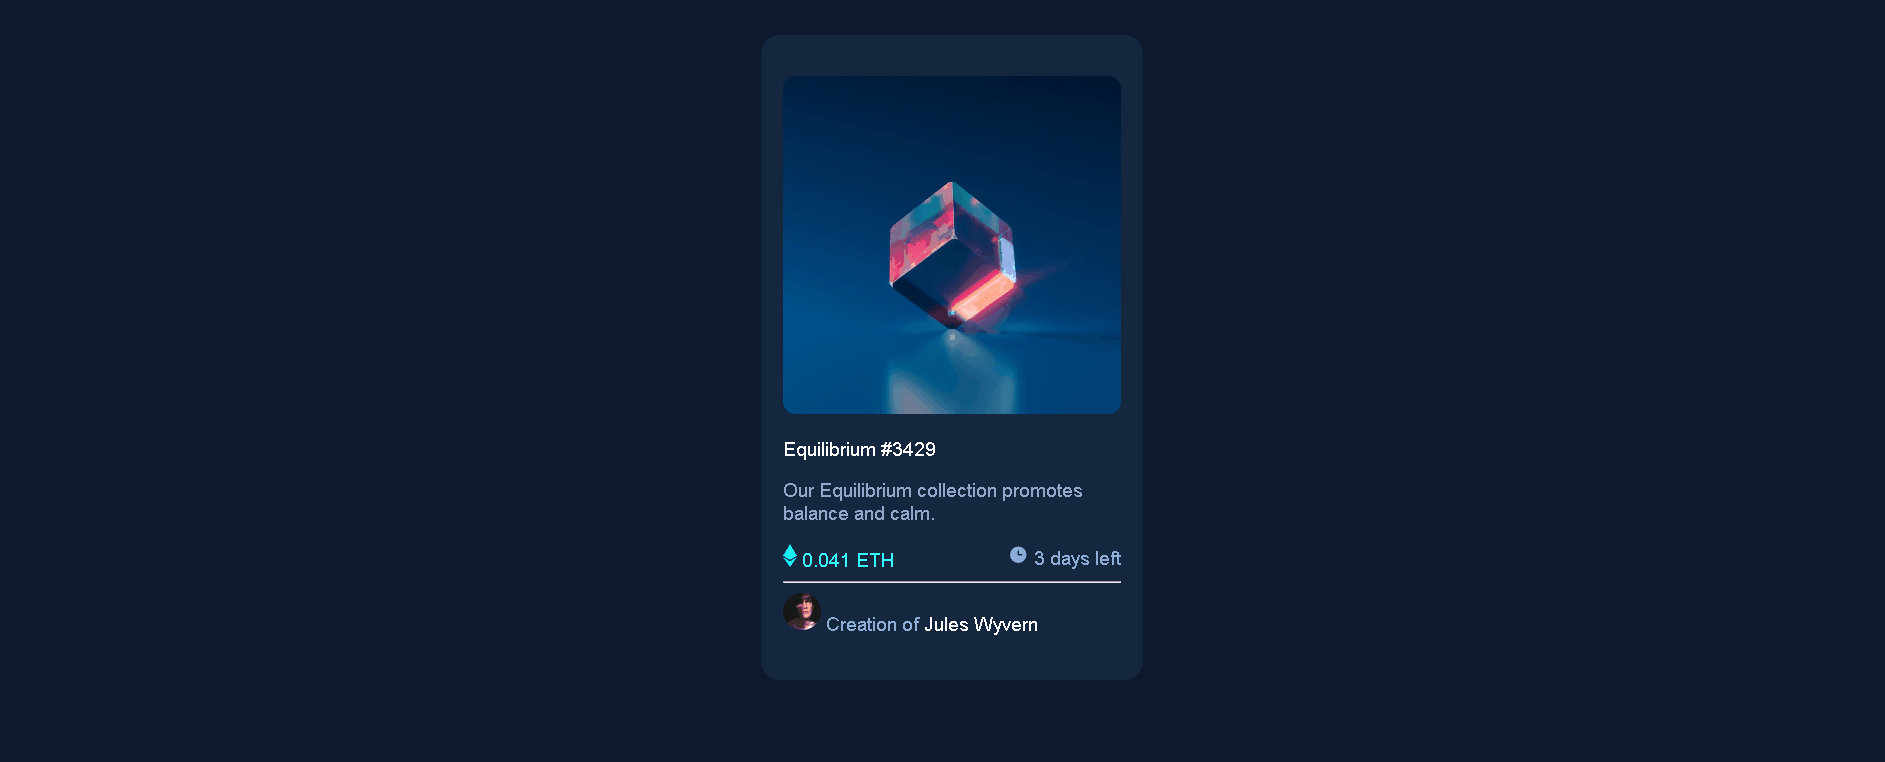 Equilibrium #3429
Our Equilibrium collection promotes
balance and calm.
0.041 ETH 3 days left
Creation of Jules Wyvern